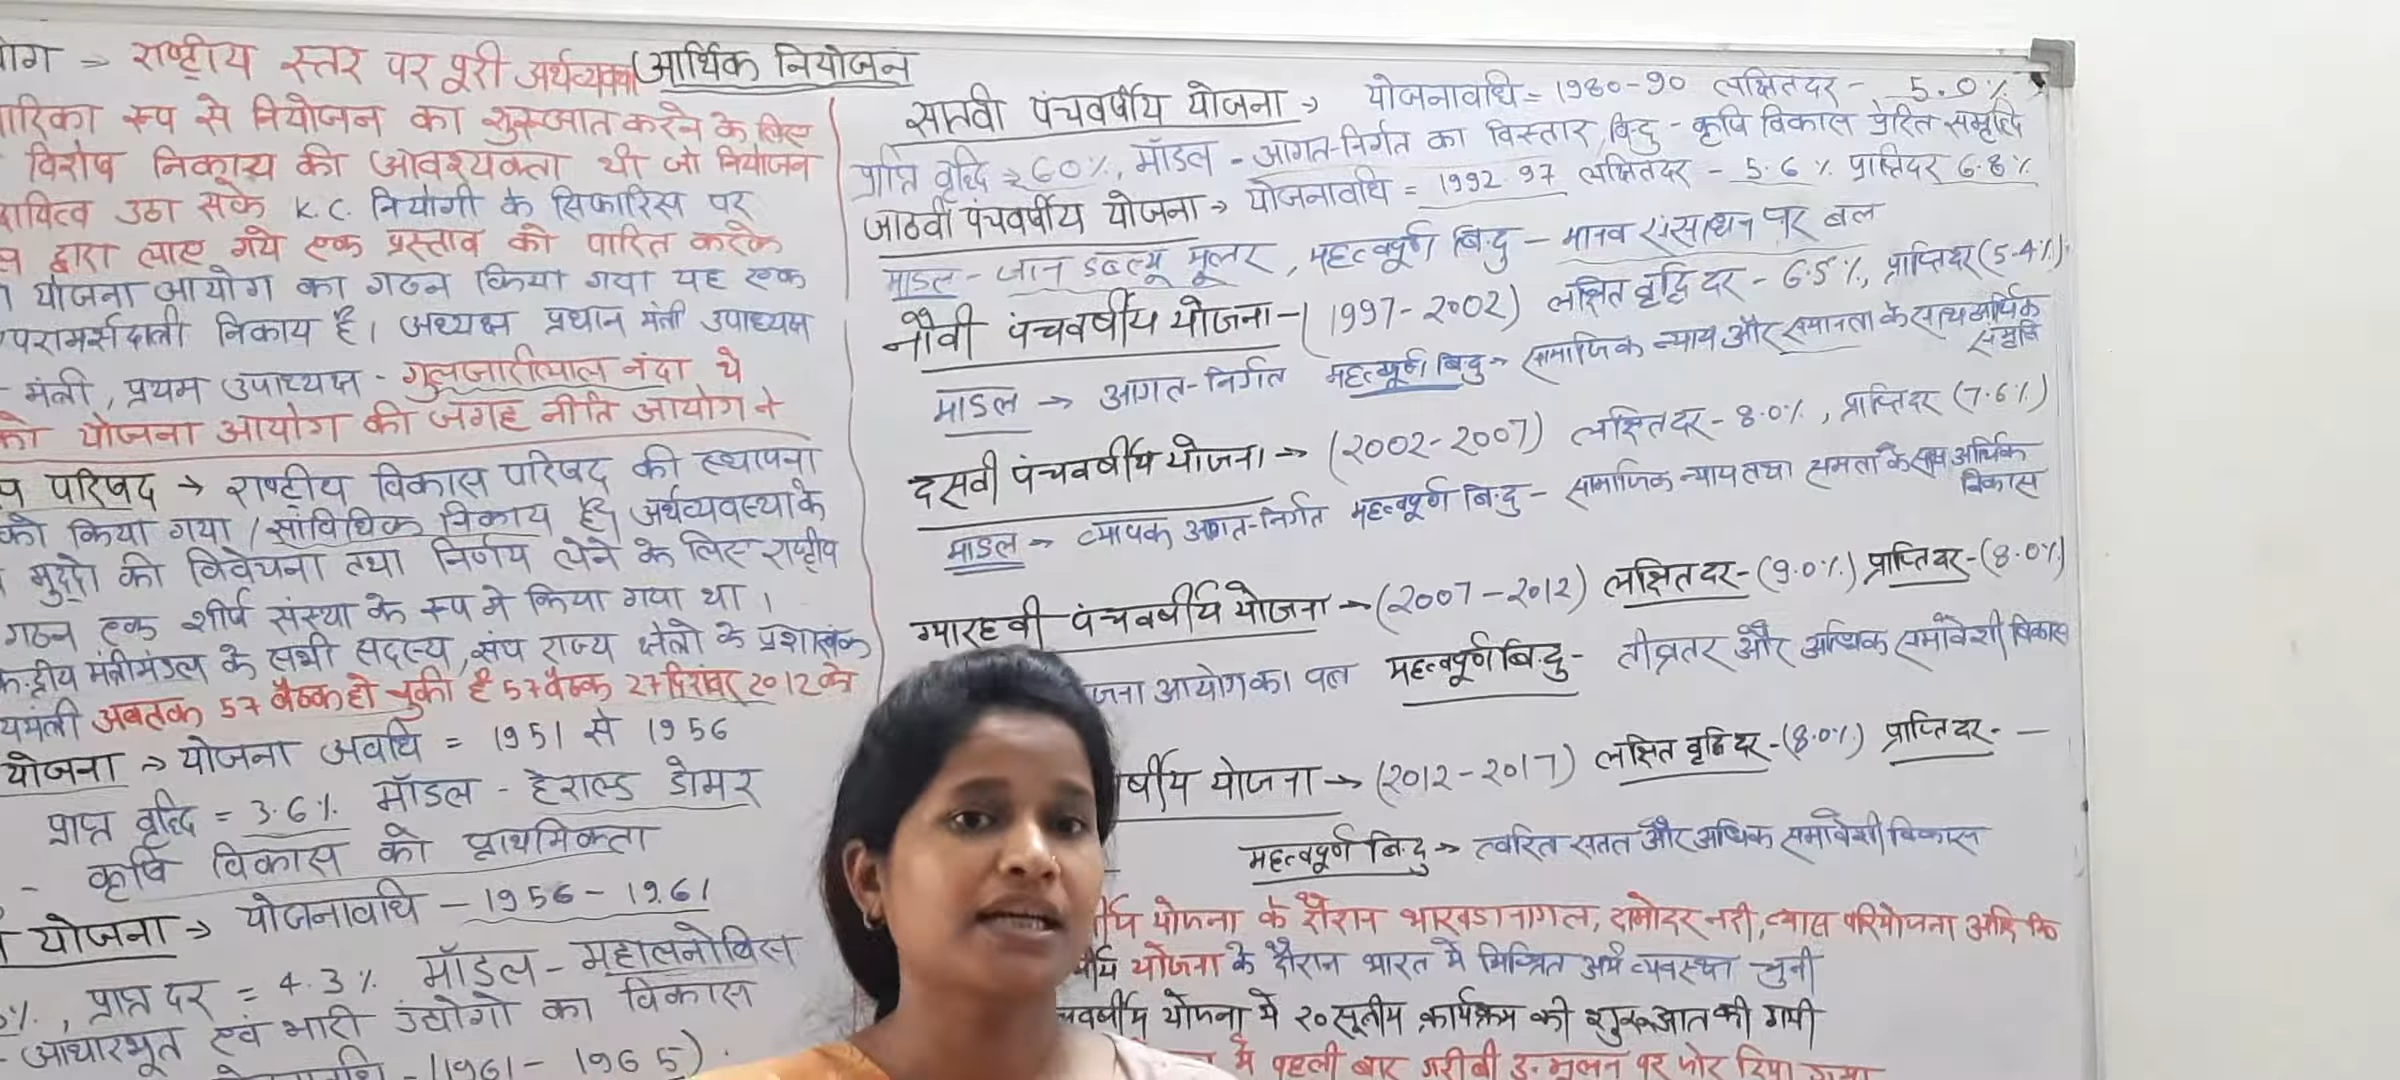 आर्थिक नियोजन
योग → राष्ट्रीय स्तर पर पूरी अर्थव्यवस्था
रूप से नियोजन का शुरुआत करने के लिए
विशेष निकाय की आवश्यकता थी जो नियोजन
दायित्व उठा सके K.C. नियोगी के सिफारिस पर
द्वारा लाए गये एक प्रस्ताव को पारित करके
योजना आयोग का गठन किया गया यह एक
परामर्सदात्री निकाय है। अध्यक्ष प्रधान मंत्री उपाध्यक्ष
मंत्री, प्रथम उपाध्यक्ष - गुलजारीलाल नंदा थे
को योजना आयोग की जगह नीति आयोग ने
परिषद → राष्ट्रीय विकास परिषद की स्थापना
को किया गया / सांविधिक निकाय है, अर्थव्यवस्था के
मुद्दो की विवेचना तथा निर्णय लेने के लिए राष्ट्रीय
गठन एक शीर्ष संस्था के रूप मे किया गया था।
केन्द्रीय मंत्रीमंडल के सभी सदस्य, संघ राज्य क्षेत्रो के प्रशासक
अबतक 57 बैठक हो चुकी है 57 बैठक 27 दिसंबर 2012 को
योजना → योजना अवधि = 1951 से 1956
प्राप्त वृद्धि = 3.6% मॉडल - हेराल्ड डोमर
- कृषि विकास को प्राथमिकता
योजना → योजनावधि - 1956 - 1961
प्राप्त दर = 4.3% मॉडल - महालनोबिस
- आधारभूत एवं भारी उद्योगो का विकास
(1961 - 1965)
सातवी पंचवर्षीय योजना → योजनावधि = 1980-90 लक्षित दर - 5.0%
प्राप्ति वृद्धि → 60%, मॉडल - आगत-निर्गत का विस्तार, बिन्दु - कृषि विकास प्रेरित समृद्धि
आठवी पंचवर्षीय योजना → योजनावधि = 1992-97 लक्षितदर - 5.6% प्राप्तिदर 6.8%
माडल - जान डब्ल्यू मूलर, महत्वपूर्ण बिन्दु - मानव संसाधन पर बल
नौवी पंचवर्षीय योजना - (1997-2002) लक्षित वृद्धि दर - 6.5%, प्राप्तिदर (5.4%)
माडल → आगत-निर्गत महत्वपूर्ण बिन्दु → सामाजिक न्याय और समानता के साथ आर्थिक
समृद्धि
दसवी पंचवर्षीय योजना → (2002-2007) लक्षितदर - 8.0%, प्राप्तिदर (7.6%)
माडल → व्यापक आगत-निर्गत महत्वपूर्ण बिन्दु - सामाजिक न्याय तथा समता के साथ आर्थिक
विकास
ग्यारहवी पंचवर्षीय योजना → (2007-2012) लक्षितदर - (9.0%) प्राप्तिदर - (8.0%)
आयोग का महत्वपूर्ण बिन्दु - तीव्रतर और अधिक समावेशी विकास
योजना → (2012-2017) लक्षित वृद्धि दर - (8.0%) प्राप्ति दर - —
महत्वपूर्ण बिन्दु → त्वरित सतत और अधिक समावेशी विकास
योजना के दौरान भाखडा नागल, दामोदर नदी, व्यास परियोजना आदि कि
योजना के दौरान भारत मे मिश्रित अर्थ व्यवस्था चुनी
योजना मे 20 सूत्रीय कार्यक्रम की शुरूआत की गयी
मे पहली बार गरीबी उन्मूलन पर जोर दिया गया